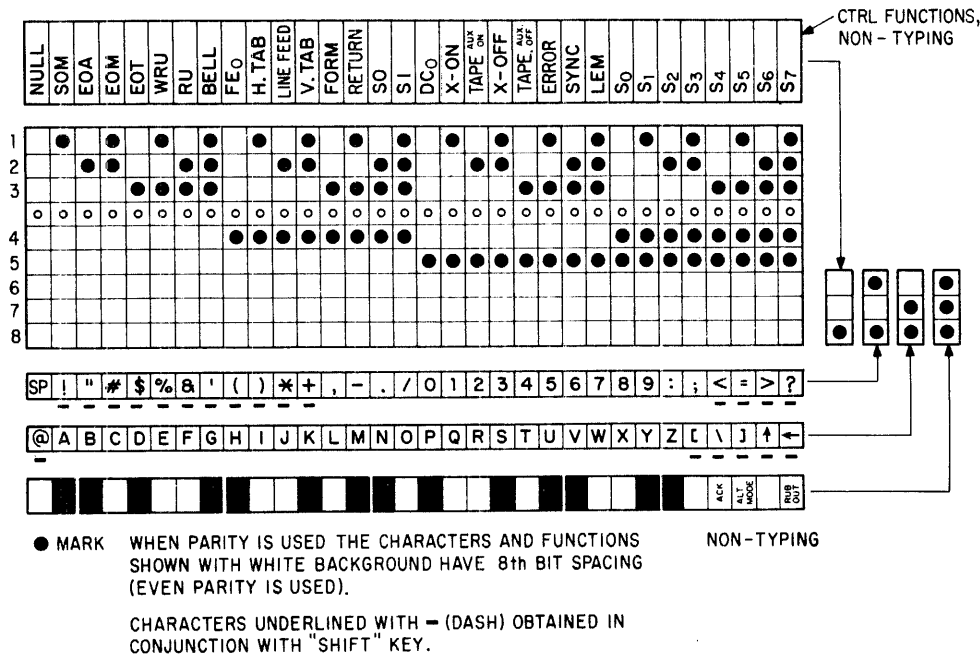 CTRL FUNCTIONS,
NON - TYPING
NULL SOM EOA EOM EOT WRU RU BELL FE0 H. TAB LINE FEED V. TAB FORM RETURN SO SI DC0 X-ON TAPE AUX ON X-OFF TAPE AUX OFF ERROR SYNC LEM S0 S1 S2 S3 S4 S5 S6 S7
1
2
3
4
5
6
7
8
SP ! " # $ % & ' ( ) * + , - . / 0 1 2 3 4 5 6 7 8 9 : ; < = > ?
@ A B C D E F G H I J K L M N O P Q R S T U V W X Y Z [ \ ] ↑ ←
ACK ALT MODE RUB OUT
● MARK WHEN PARITY IS USED THE CHARACTERS AND FUNCTIONS NON-TYPING
SHOWN WITH WHITE BACKGROUND HAVE 8th BIT SPACING
(EVEN PARITY IS USED).
CHARACTERS UNDERLINED WITH – (DASH) OBTAINED IN
CONJUNCTION WITH "SHIFT" KEY.